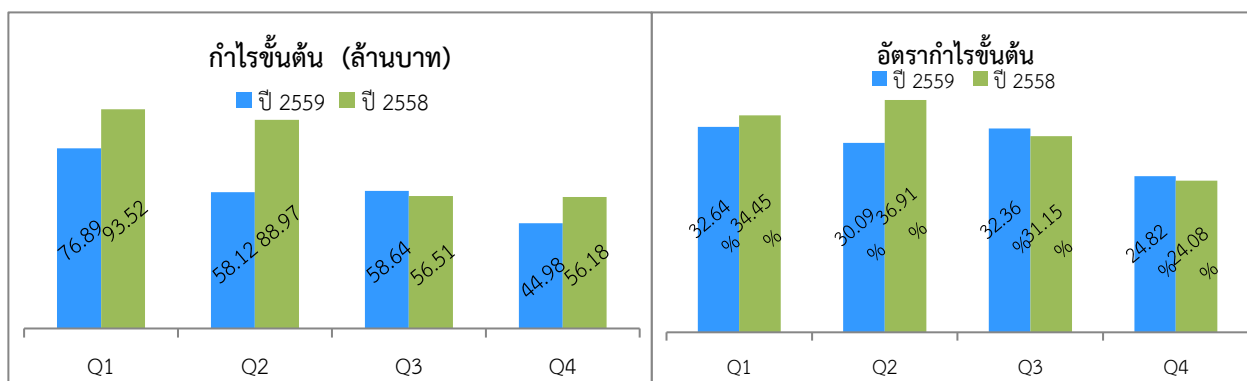 กำไรขั้นต้น (ล้านบาท)
ปี 2559 ปี 2558
76.89 93.52 58.12 88.97 58.64 56.51 44.98 56.18
Q1 Q2 Q3 Q4
อัตรากำไรขั้นต้น
ปี 2559 ปี 2558
32.64 % 34.45 % 30.09 % 36.91 % 32.36 % 31.15 % 24.82 % 24.08 %
Q1 Q2 Q3 Q4